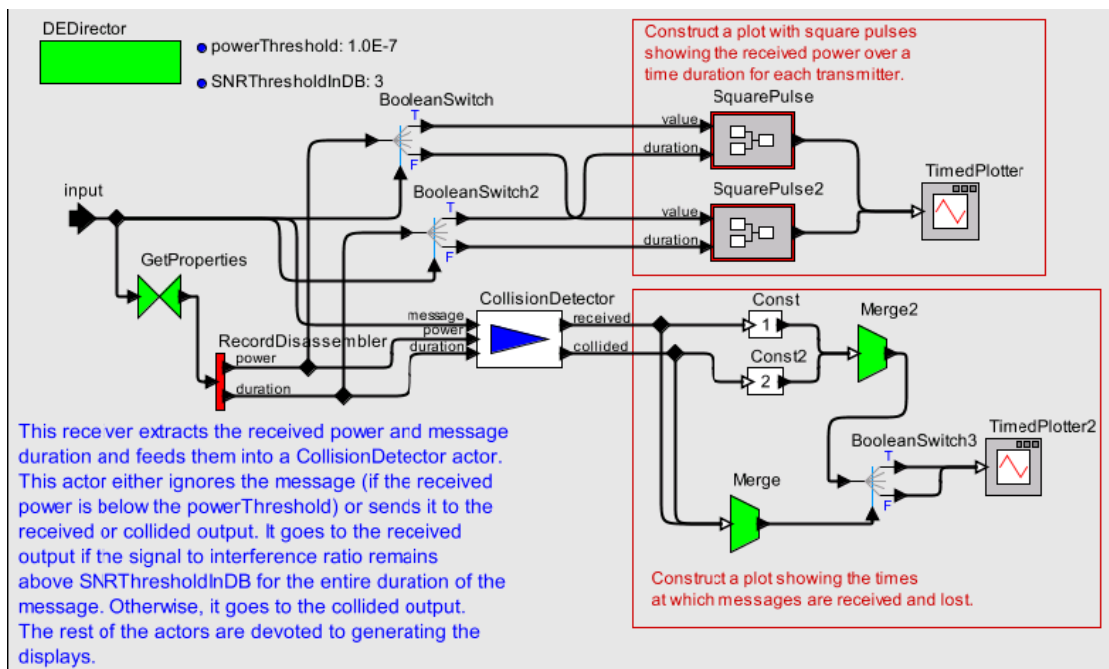 DEDirector
powerThreshold: 1.0E-7
SNRThresholdInDB: 3
Construct a plot with square pulses
showing the received power over a
time duration for each transmitter.
BooleanSwitch
T
F
SquarePulse
value
duration
TimedPlotter
input
BooleanSwitch2
T
F
SquarePulse2
value
duration
GetProperties
CollisionDetector
message
power
duration
received
collided
Const
1
Const2
2
Merge2
RecordDisassembler
power
duration
This receiver extracts the received power and message
duration and feeds them into a CollisionDetector actor.
This actor either ignores the message (if the received
power is below the powerThreshold) or sends it to the
received or collided output. It goes to the received
output if the signal to interference ratio remains
above SNRThresholdInDB for the entire duration of the
message. Otherwise, it goes to the collided output.
The rest of the actors are devoted to generating the
displays.
BooleanSwitch3
T
F
TimedPlotter2
Merge
Construct a plot showing the times
at which messages are received and lost.